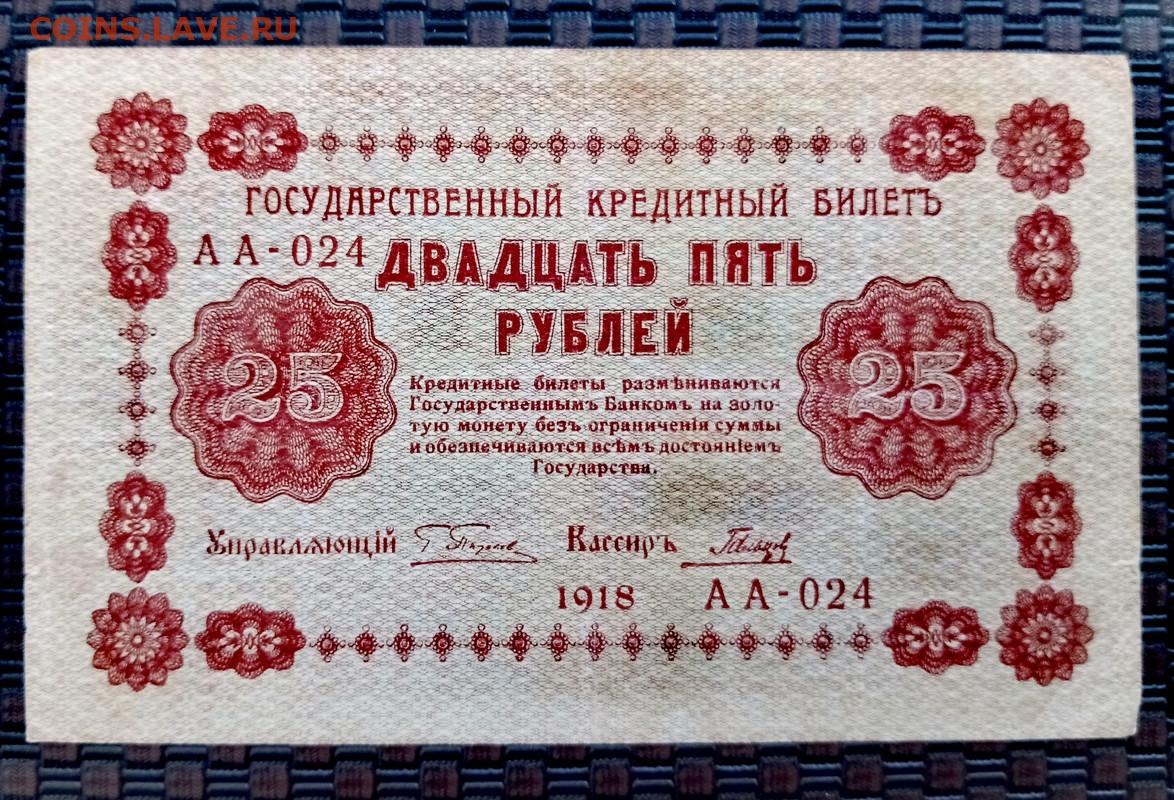 COINS.LAVE.RU
ГОСУДАРСТВЕННЫЙ КРЕДИТНЫЙ БИЛЕТЪ
АА-024 ДВАДЦАТЬ ПЯТЬ
РУБЛЕЙ
25
25
Кредитные билеты размѣниваются
Государственнымъ Банкомъ на золо-
тую монету безъ ограниченія суммы
и обезпечиваются всѣмъ достояніемъ
Государства.
Управляющій
Кассиръ
1918 АА-024